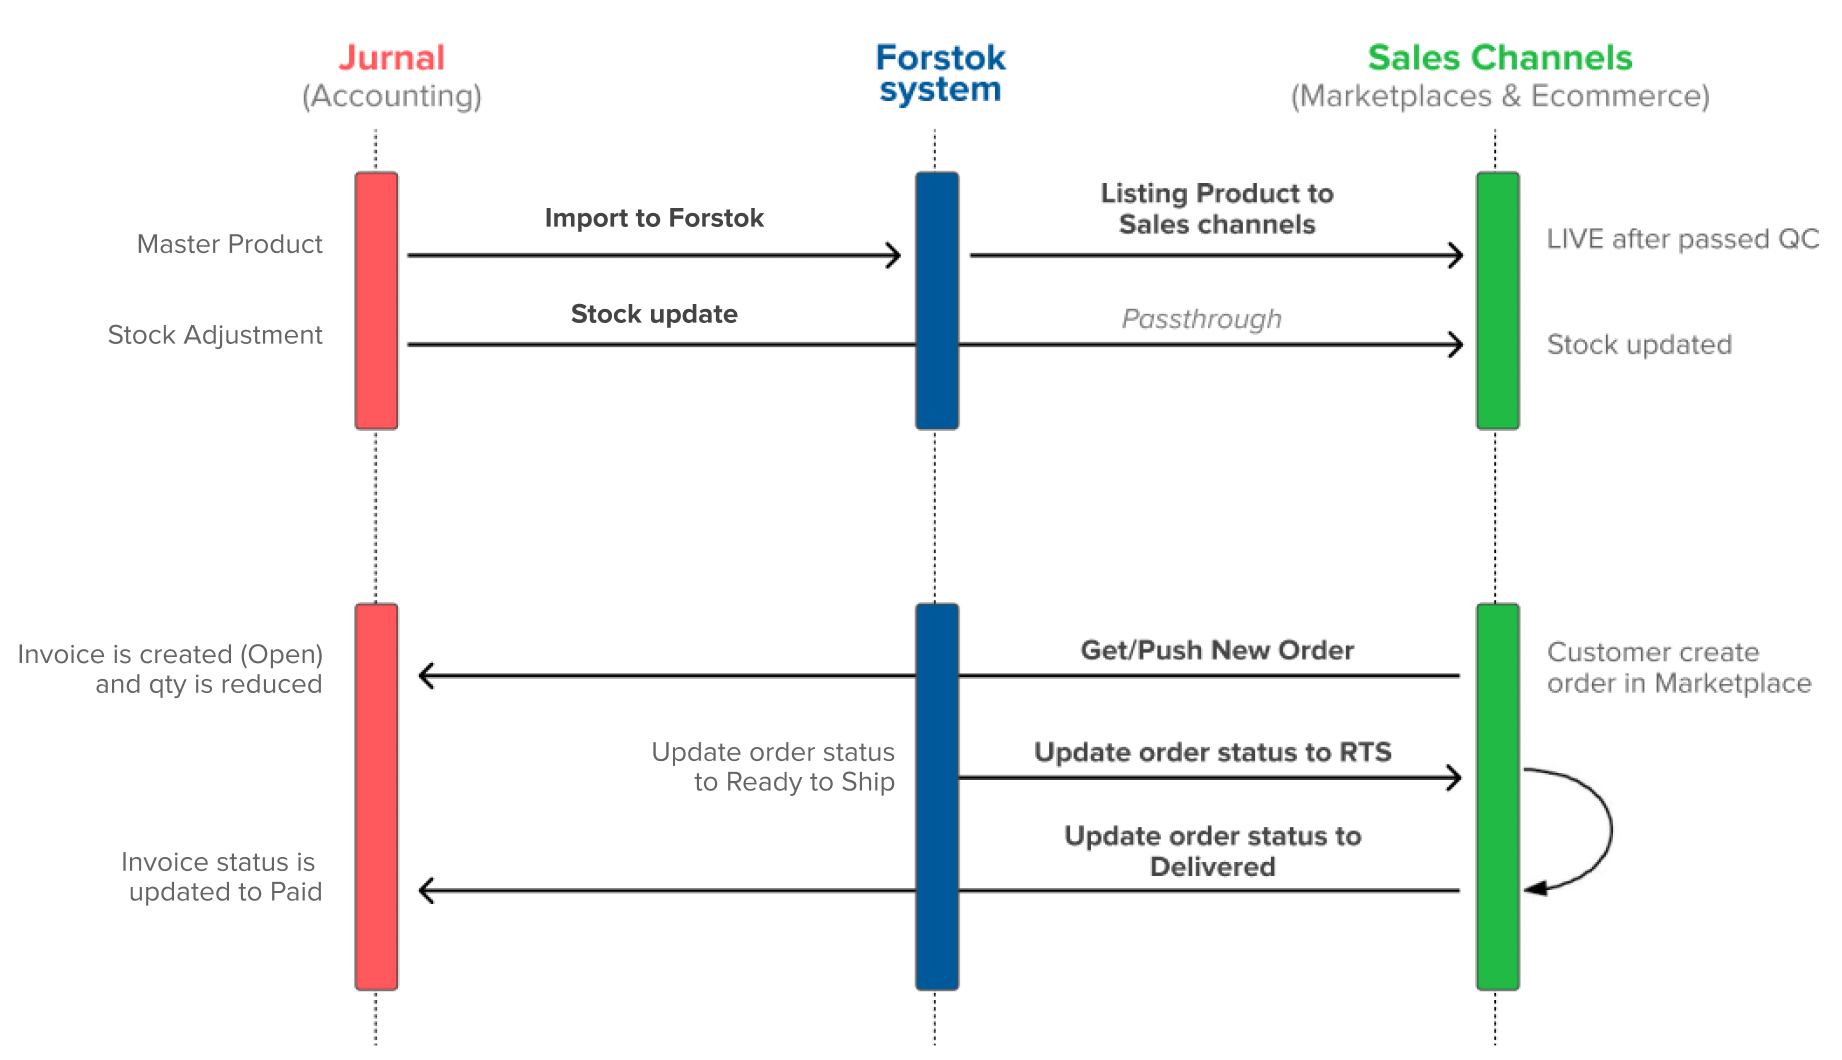 Jurnal
(Accounting)
Forstok
system
Sales Channels
(Marketplaces & Ecommerce)
Master Product
Import to Forstok
Listing Product to
Sales channels
LIVE after passed QC
Stock Adjustment
Stock update
Passthrough
Stock updated
Invoice is created (Open)
and qty is reduced
Get/Push New Order
Customer create
order in Marketplace
Update order status
to Ready to Ship
Update order status to RTS
Invoice status is
updated to Paid
Update order status to
Delivered